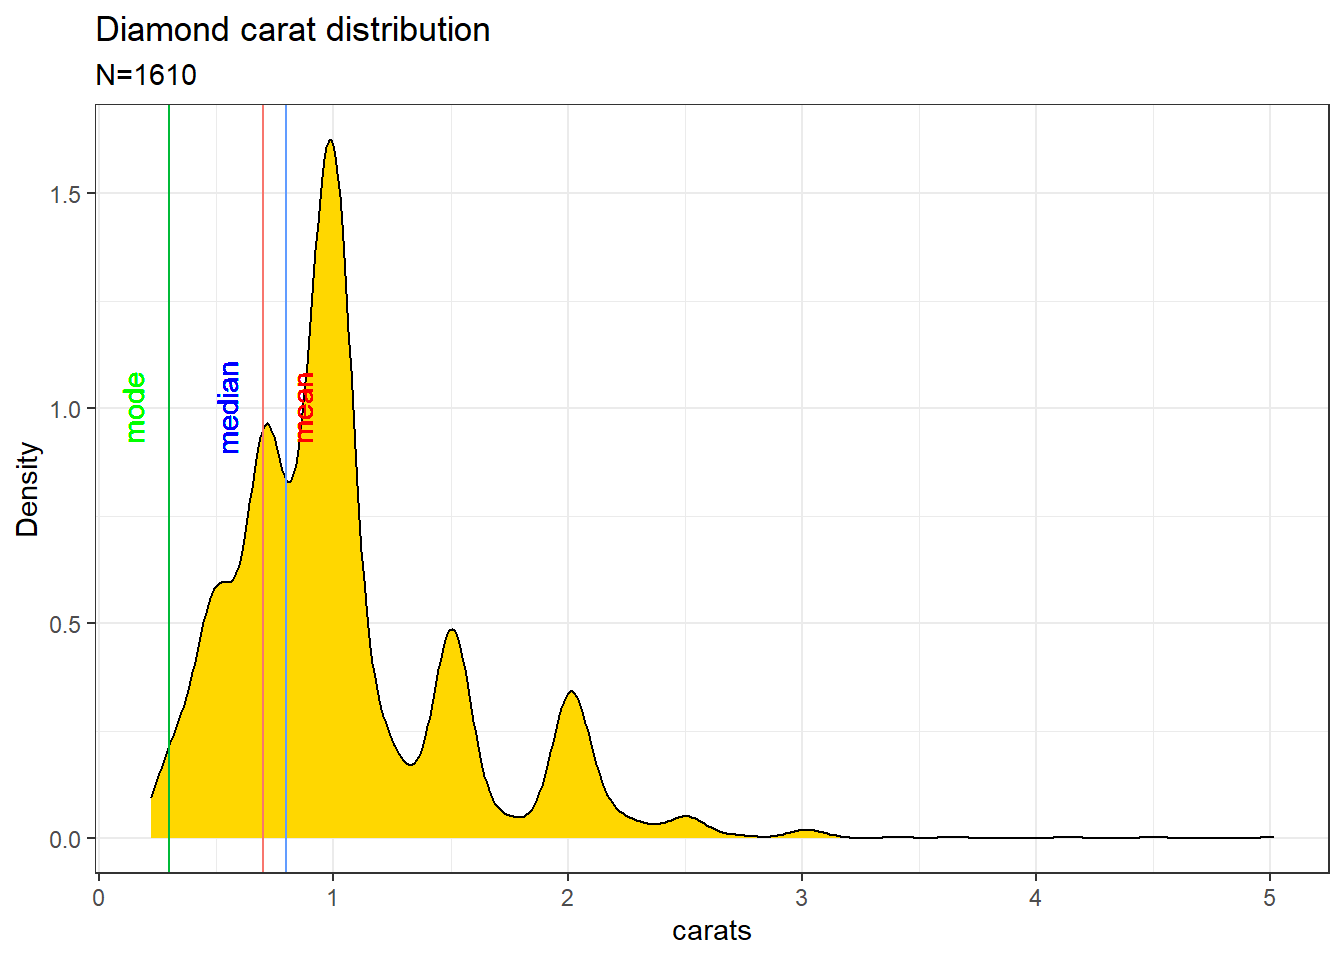 Diamond carat distribution
N=1610
1.5
1.0
0.5
0.0
Density
mode
median
mean
0 1 2 3 4 5
carats